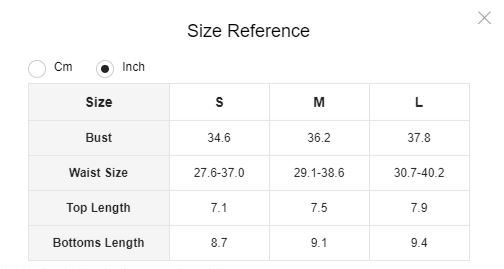 Size Reference
Cm Inch
Size S M L
Bust 34.6 36.2 37.8
Waist Size 27.6-37.0 29.1-38.6 30.7-40.2
Top Length 7.1 7.5 7.9
Bottoms Length 8.7 9.1 9.4